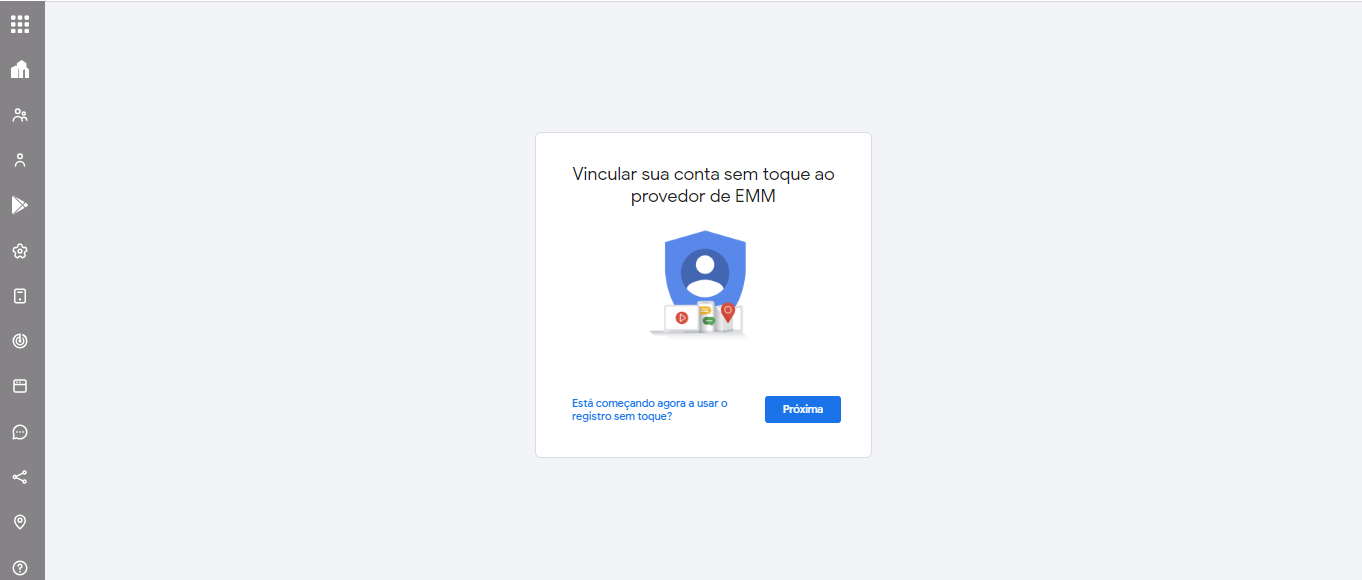 Vincular sua conta sem toque ao
provedor de EMM
Está começando agora a usar o
registro sem toque?
Próxima